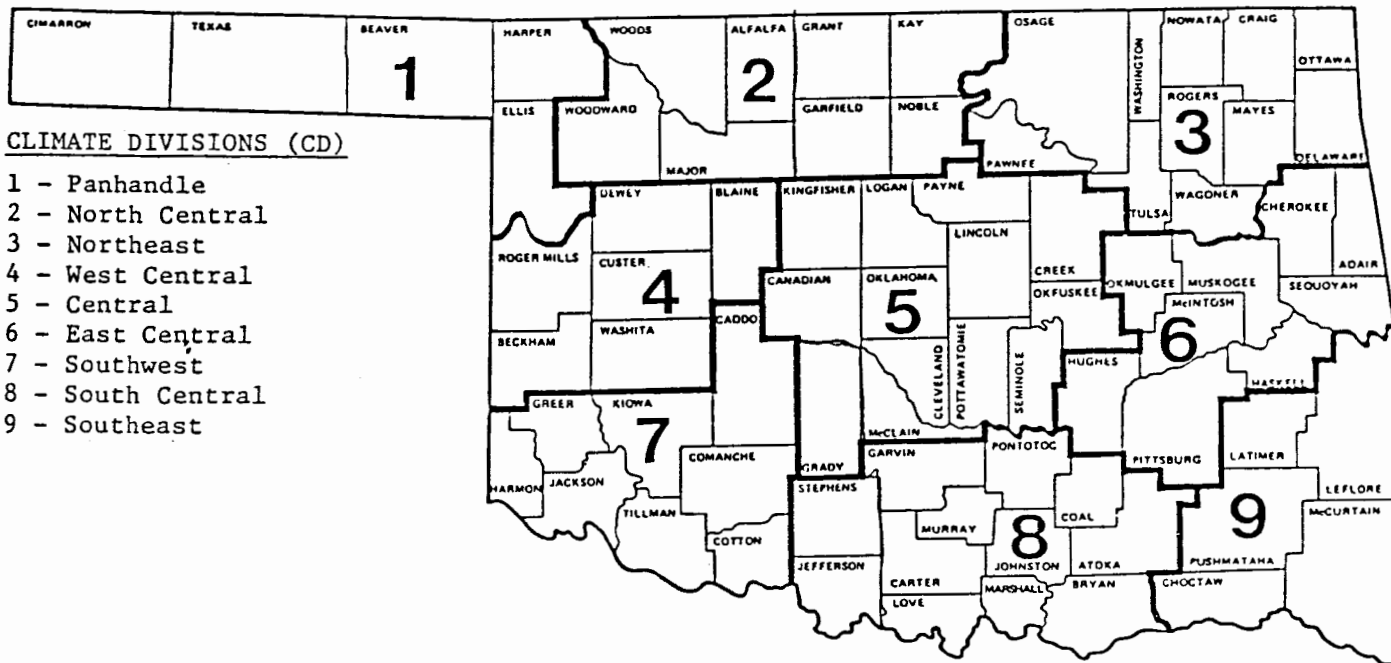 CIMARRON
TEXAS
BEAVER
HARPER
WOODS
ALFALFA
GRANT
KAY
OSAGE
WASHINGTON
NOWATA
CRAIG
OTTAWA
1
2
3
ELLIS
WOODWARD
GARFIELD
NOBLE
ROGERS
MAYES
MAJOR
PAWNEE
DELAWARE
CLIMATE DIVISIONS (CD)
1 - Panhandle
2 - North Central
3 - Northeast
4 - West Central
5 - Central
6 - East Central
7 - Southwest
8 - South Central
9 - Southeast
DEWEY
BLAINE
KINGFISHER
LOGAN
PAYNE
TULSA
WAGONER
CHEROKEE
LINCOLN
ROGER MILLS
CUSTER
CANADIAN
OKLAHOMA
CREEK
OKMULGEE
MUSKOGEE
ADAIR
SEQUOYAH
4
5
6
OKFUSKEE
McINTOSH
BECKHAM
WASHITA
CADDO
CLEVELAND
POTTAWATOMIE
SEMINOLE
HUGHES
HASKELL
GREER
KIOWA
McCLAIN
7
COMANCHE
GRADY
GARVIN
PONTOTOC
PITTSBURG
LATIMER
HARMON
JACKSON
STEPHENS
LEFLORE
TILLMAN
MURRAY
COAL
McCURTAIN
8
9
COTTON
JEFFERSON
JOHNSTON
ATOKA
PUSHMATAHA
CARTER
MARSHALL
BRYAN
CHOCTAW
LOVE